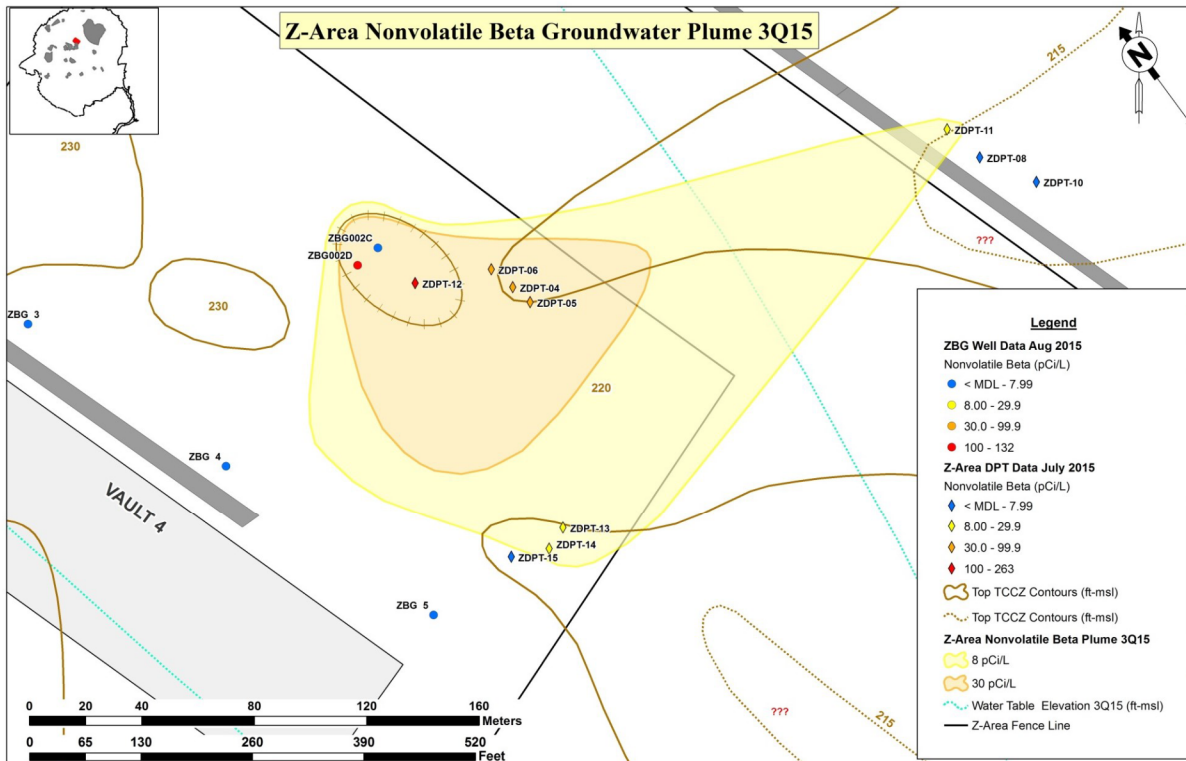 Z-Area Nonvolatile Beta Groundwater Plume 3Q15
N
215
230
ZDPT-11
ZDPT-08
ZDPT-10
???
ZBG002C
ZBG002D
ZDPT-12
ZDPT-06
ZDPT-04
ZDPT-05
230
ZBG 3
220
ZBG 4
VAULT 4
ZDPT-13
ZDPT-14
ZDPT-15
ZBG 5
???
215
Legend
ZBG Well Data Aug 2015
Nonvolatile Beta (pCi/L)
< MDL - 7.99
8.00 - 29.9
30.0 - 99.9
100 - 132
Z-Area DPT Data July 2015
Nonvolatile Beta (pCi/L)
< MDL - 7.99
8.00 - 29.9
30.0 - 99.9
100 - 263
Top TCCZ Contours (ft-msl)
Top TCCZ Contours (ft-msl)
Z-Area Nonvolatile Beta Plume 3Q15
8 pCi/L
30 pCi/L
Water Table Elevation 3Q15 (ft-msl)
Z-Area Fence Line
0 20 40 80 120 160
Meters
0 65 130 260 390 520
Feet